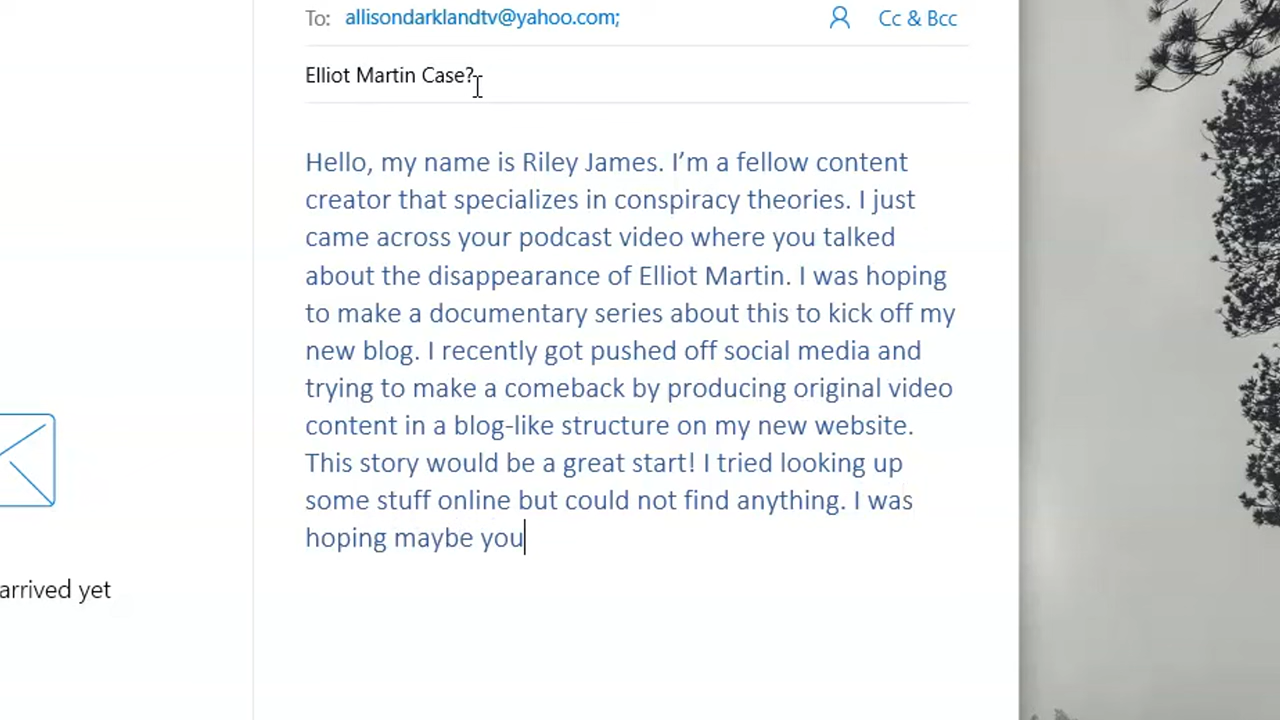 To: allisondarklandtv@yahoo.com;
Cc & Bcc
Elliot Martin Case?
Hello, my name is Riley James. I’m a fellow content
creator that specializes in conspiracy theories. I just
came across your podcast video where you talked
about the disappearance of Elliot Martin. I was hoping
to make a documentary series about this to kick off my
new blog. I recently got pushed off social media and
trying to make a comeback by producing original video
content in a blog-like structure on my new website.
This story would be a great start! I tried looking up
some stuff online but could not find anything. I was
hoping maybe you
arrived yet